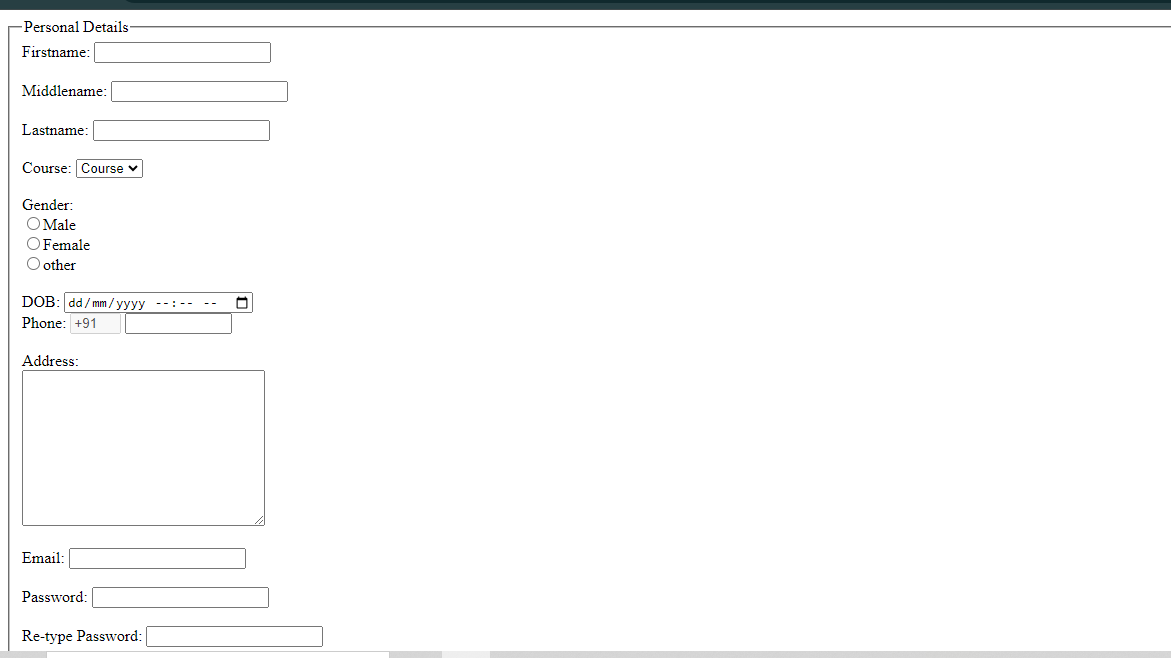 Personal Details
Firstname:
Middlename:
Lastname:
Course: Course
Gender:
Male
Female
other
DOB: dd/mm/yyyy --:-- --
Phone: +91
Address:
Email:
Password:
Re-type Password: